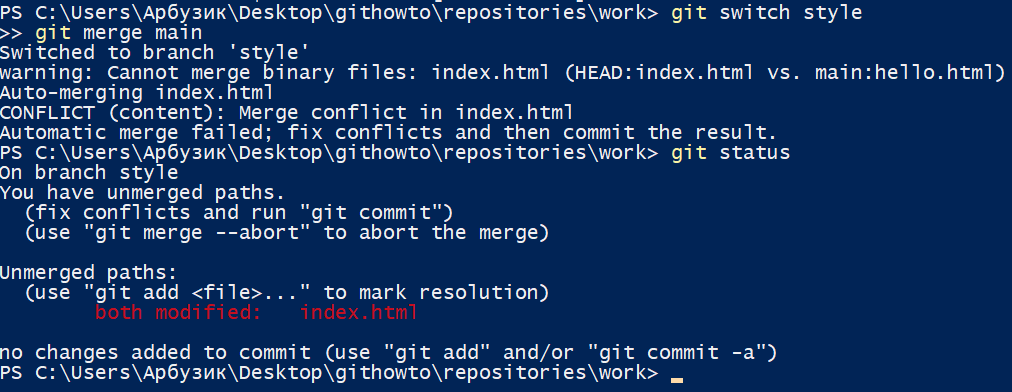 PS C:\Users\Арбузик\Desktop\githowto\repositories\work> git switch style
>> git merge main
Switched to branch 'style'
warning: Cannot merge binary files: index.html (HEAD:index.html vs. main:hello.html)
Auto-merging index.html
CONFLICT (content): Merge conflict in index.html
Automatic merge failed; fix conflicts and then commit the result.
PS C:\Users\Арбузик\Desktop\githowto\repositories\work> git status
On branch style
You have unmerged paths.
  (fix conflicts and run "git commit")
  (use "git merge --abort" to abort the merge)

Unmerged paths:
  (use "git add <file>..." to mark resolution)
        both modified:   index.html

no changes added to commit (use "git add" and/or "git commit -a")
PS C:\Users\Арбузик\Desktop\githowto\repositories\work>